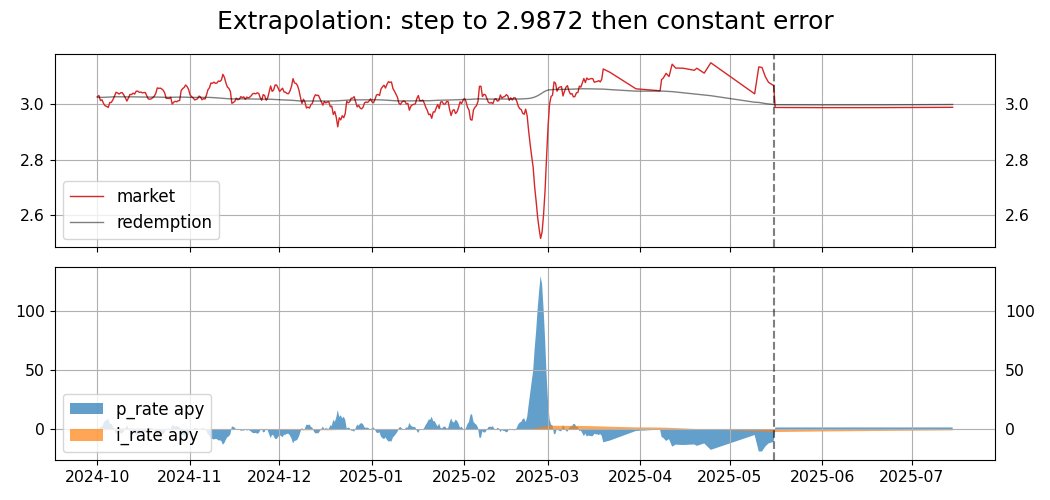 Extrapolation: step to 2.9872 then constant error
3.0
2.8
2.6
3.0
2.8
2.6
market
redemption
100
50
0
100
50
0
p_rate apy
i_rate apy
2024-10 2024-11 2024-12 2025-01 2025-02 2025-03 2025-04 2025-05 2025-06 2025-07